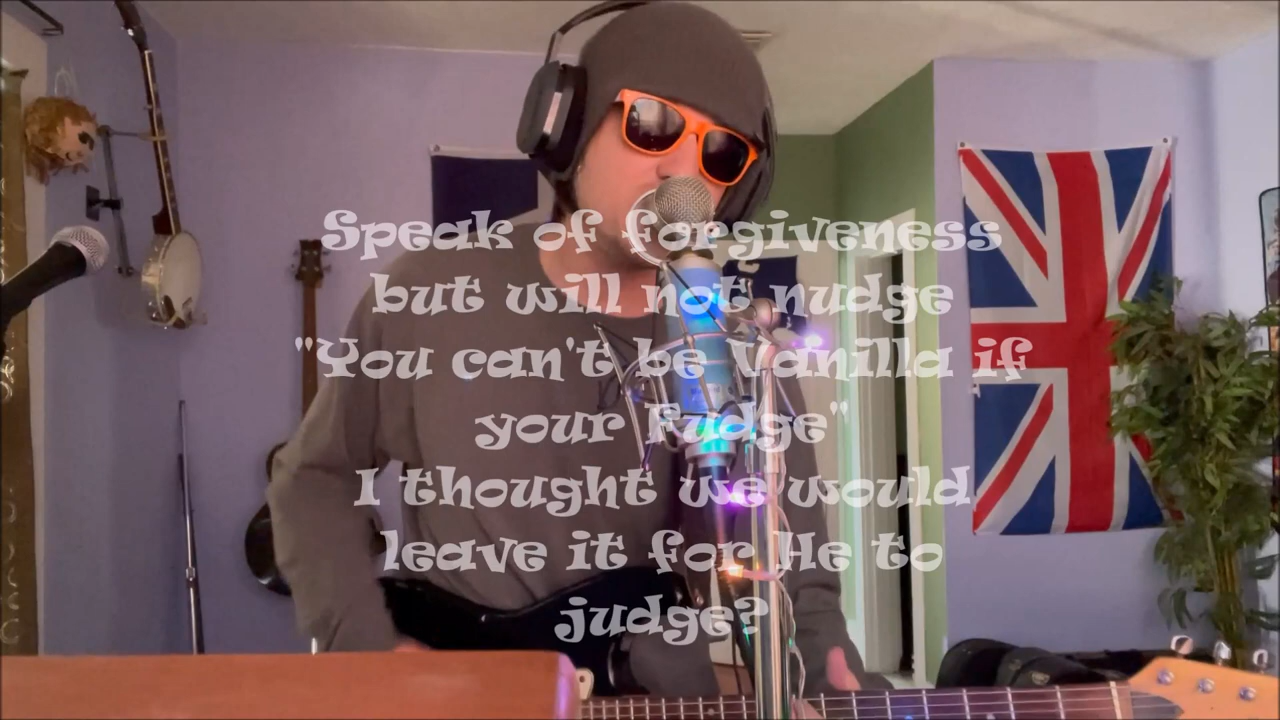 Speak of forgiveness
but will not nudge
"You can't be Vanilla if
your Fudge"
I thought we would
leave it for He to
judge?